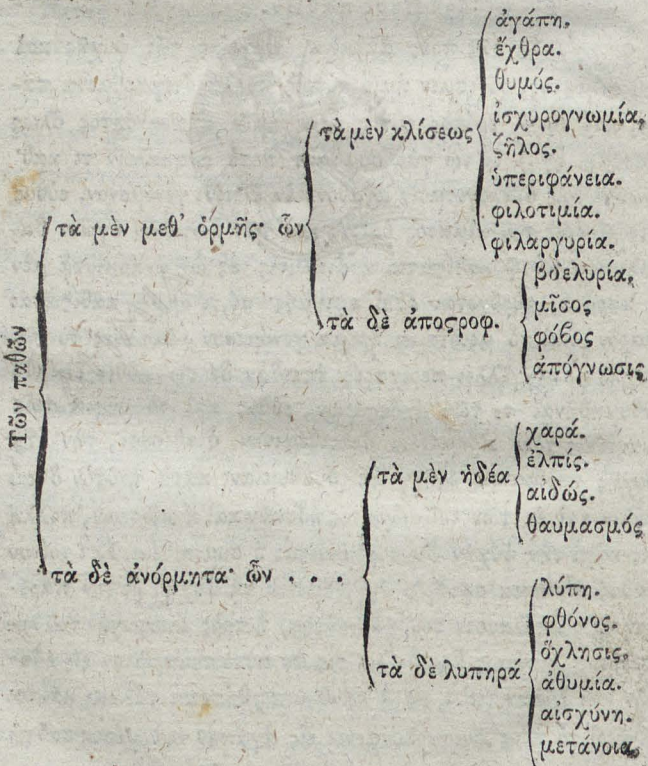 Τῶν παθῶν
τὰ μὲν μεθ' ὁρμῆς· ὧν
τὰ μὲν κλίσεως
ἀγάπη.
ἔχθρα.
θυμός.
ἰσχυρογνωμία.
ζῆλος.
ὑπεριφάνεια.
φιλοτιμία.
φιλαργυρία.
τὰ δὲ ἀποϛροφ.
βδελυρία.
μῖσος
φόβος
ἀπόγνωσις
τὰ δὲ ἀνόρμητα· ὧν . . .
τὰ μὲν ἡδέα
χαρά.
ἐλπίς.
αἰδώς.
θαυμασμός
τὰ δὲ λυπηρά
λύπη.
φθόνος.
ὄχλησις.
ἀθυμία.
αἰσχύνη.
μετάνοια.